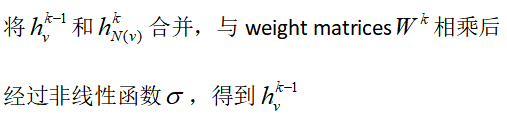 将 $h_v^{k-1}$ 和 $h_{N(v)}^{k}$ 合并，与 weight matrices $W^k$ 相乘后
经过非线性函数 $\sigma$ ，得到 $h_v^{k-1}$